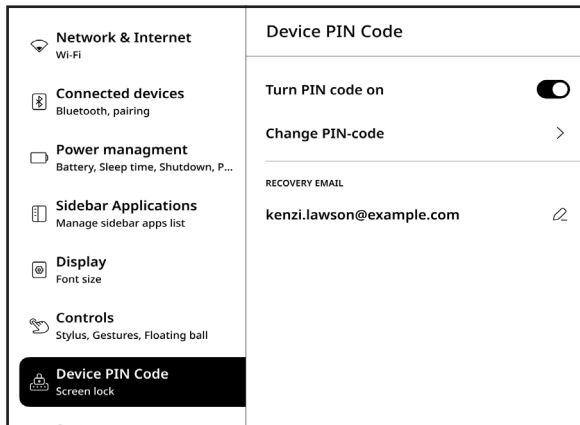 Network & Internet
Wi-Fi
Connected devices
Bluetooth, pairing
Power managment
Battery, Sleep time, Shutdown, P...
Sidebar Applications
Manage sidebar apps list
Display
Font size
Controls
Stylus, Gestures, Floating ball
Device PIN Code
Screen lock
Device PIN Code
Turn PIN code on
Change PIN-code
RECOVERY EMAIL
kenzi.lawson@example.com